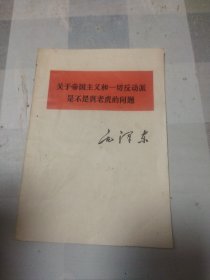 关于帝国主义和一切反动派
是不是真老虎的问题
毛泽东